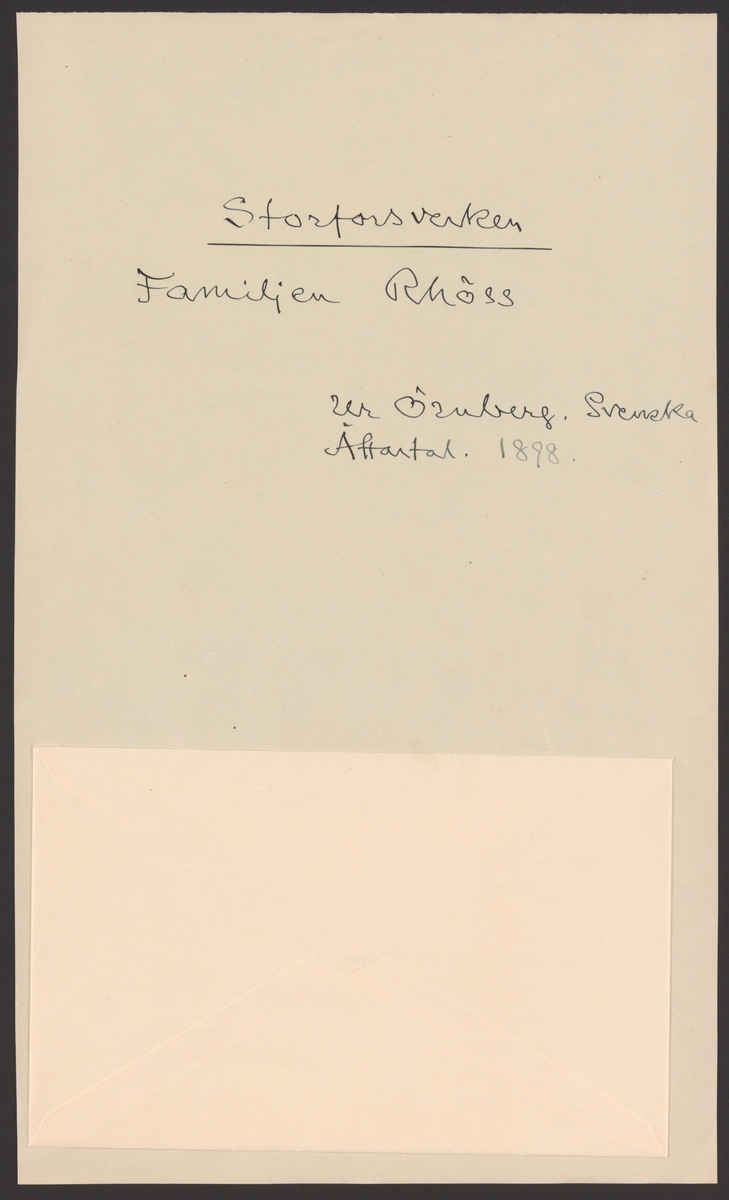 Storforsverken
Familjen Rhöss
ur Örnberg. Svenska
Ättartal. 1898.